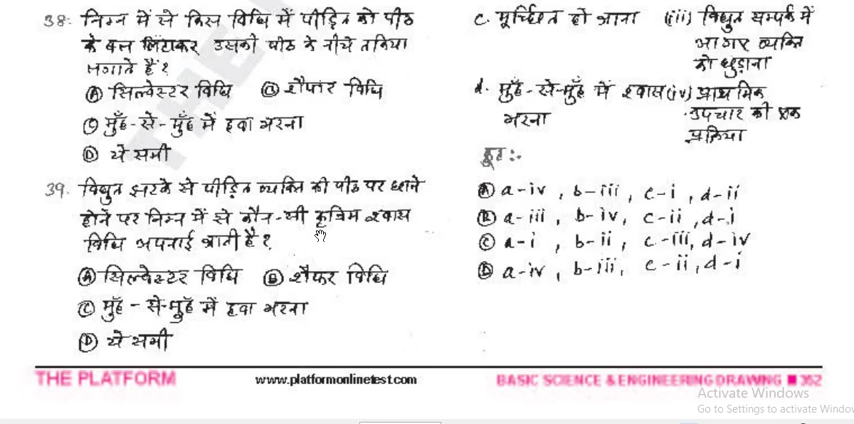 38. निम्न में से किस विधि में पीड़ित को पीठ
के बल लिटाकर उसकी पीठ के नीचे तकिया
लगाते हैं?
(A) सिल्वेस्टर विधि (B) शैफर विधि
(C) मुँह-से-मुँह में हवा भरना
(D) ये सभी
39. विद्युत झटके से पीड़ित व्यक्ति की पीठ पर छाले
होने पर निम्न में से कौन-सी कृत्रिम श्वास
विधि अपनाई जाती है?
(A) सिल्वेस्टर विधि (B) शैफर विधि
(C) मुँह-से-मुँह में हवा भरना
(D) ये सभी
c. मूर्च्छित हो जाना (iii) विद्युत सम्पर्क में
आगार व्यक्ति
को छुड़ाना
d. मुँह-से-मुँह में श्वास (iv) प्राथमिक
भरना उपचार की एक
प्रक्रिया
कूट:-
(A) a-iv, b-iii, c-i, d-ii
(B) a-iii, b-iv, c-ii, d-i
(C) a-i, b-ii, c-iii, d-iv
(D) a-iv, b-iii, c-ii, d-i
THE PLATFORM www.platformonlinetest.com BASIC SCIENCE & ENGINEERING DRAWING 352
Activate Windows
Go to Settings to activate Windov